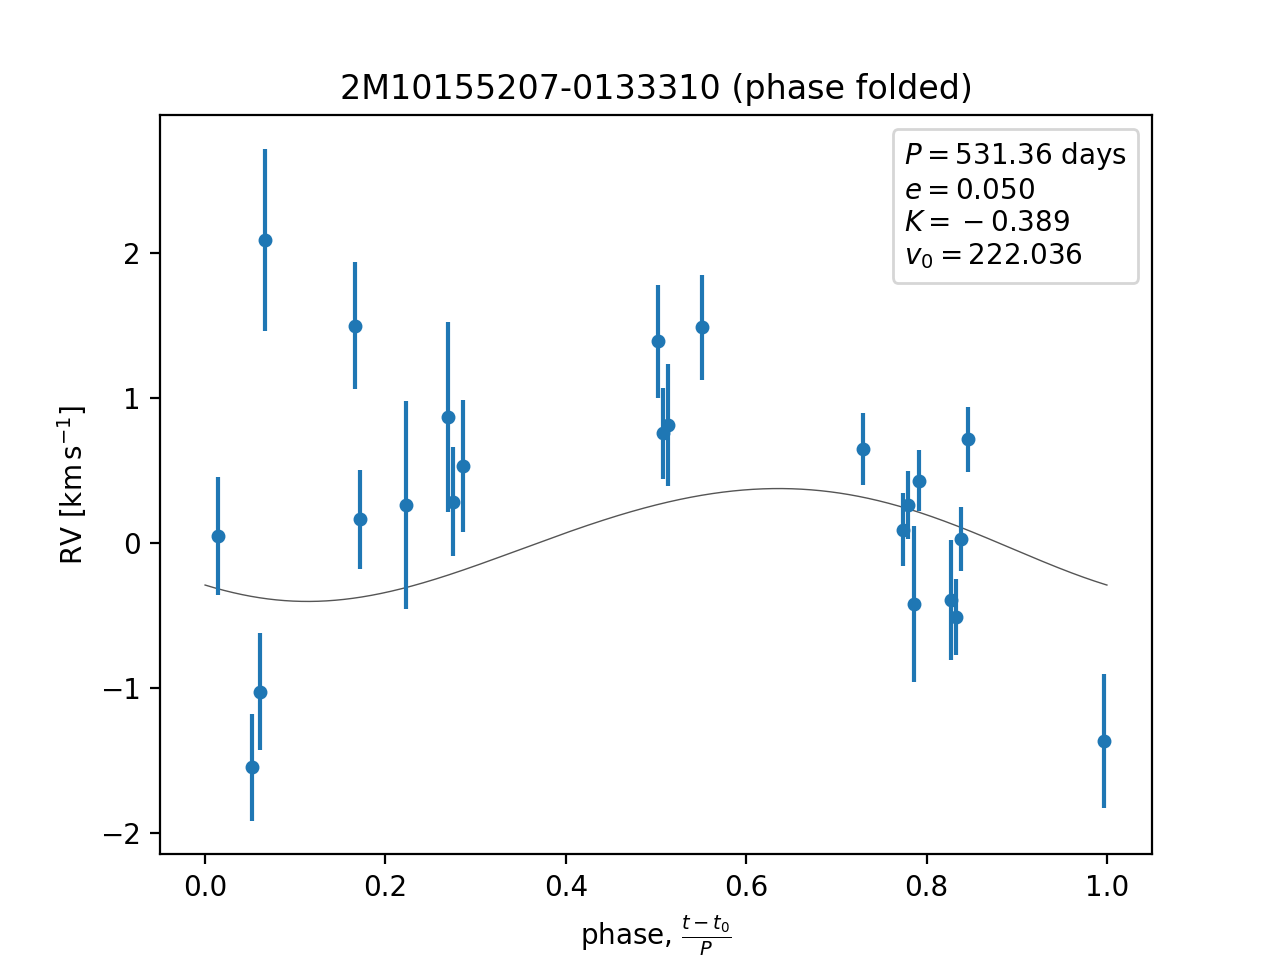 2M10155207-0133310 (phase folded)
P = 531.36 days
e = 0.050
K = −0.389
v₀ = 222.036
RV [km s⁻¹]
2
1
0
−1
−2
0.0 0.2 0.4 0.6 0.8 1.0
phase, (t − t₀)/P